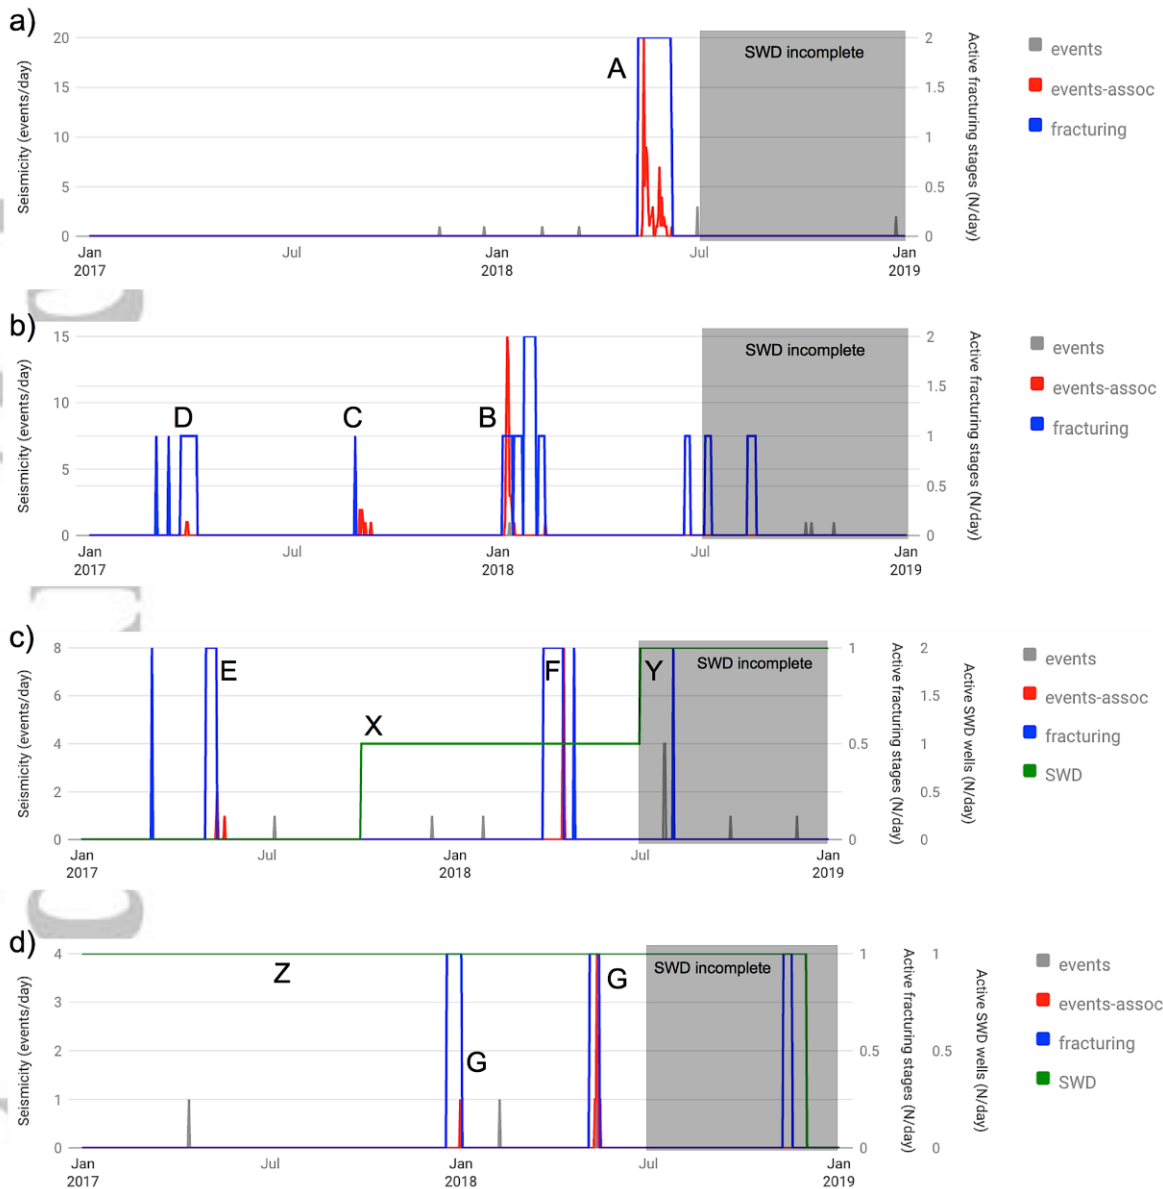 a)
20
15
10
5
0
Seismicity (events/day)
A
SWD incomplete
2
1.5
1
0.5
0
Active fracturing stages (N/day)
events
events-assoc
fracturing
Jan
2017
Jul
Jan
2018
Jul
Jan
2019
b)
15
10
5
0
Seismicity (events/day)
D
C
B
SWD incomplete
2
1.5
1
0.5
0
Active fracturing stages (N/day)
events
events-assoc
fracturing
Jan
2017
Jul
Jan
2018
Jul
Jan
2019
c)
8
6
4
2
0
Seismicity (events/day)
E
X
F
Y
SWD incomplete
1
0.5
0
Active fracturing stages (N/day)
2
1.5
1
0.5
0
Active SWD wells (N/day)
events
events-assoc
fracturing
SWD
Jan
2017
Jul
Jan
2018
Jul
Jan
2019
d)
4
3
2
1
0
Seismicity (events/day)
Z
G
G
SWD incomplete
1
0.5
0
Active fracturing stages (N/day)
1
0.5
0
Active SWD wells (N/day)
events
events-assoc
fracturing
SWD
Jan
2017
Jul
Jan
2018
Jul
Jan
2019